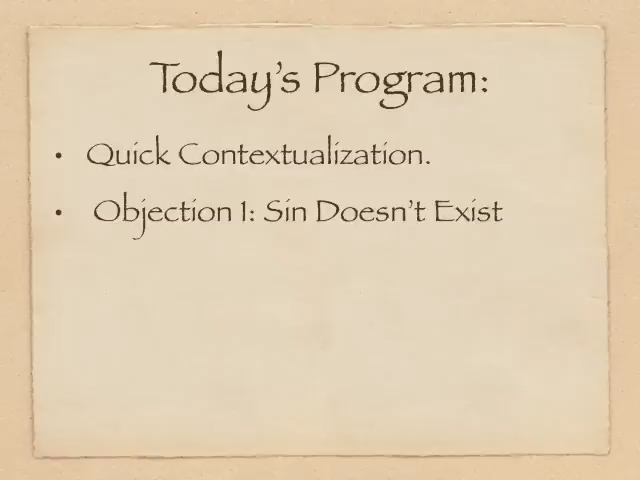 Today's Program:
• Quick Contextualization.
• Objection 1: Sin Doesn't Exist